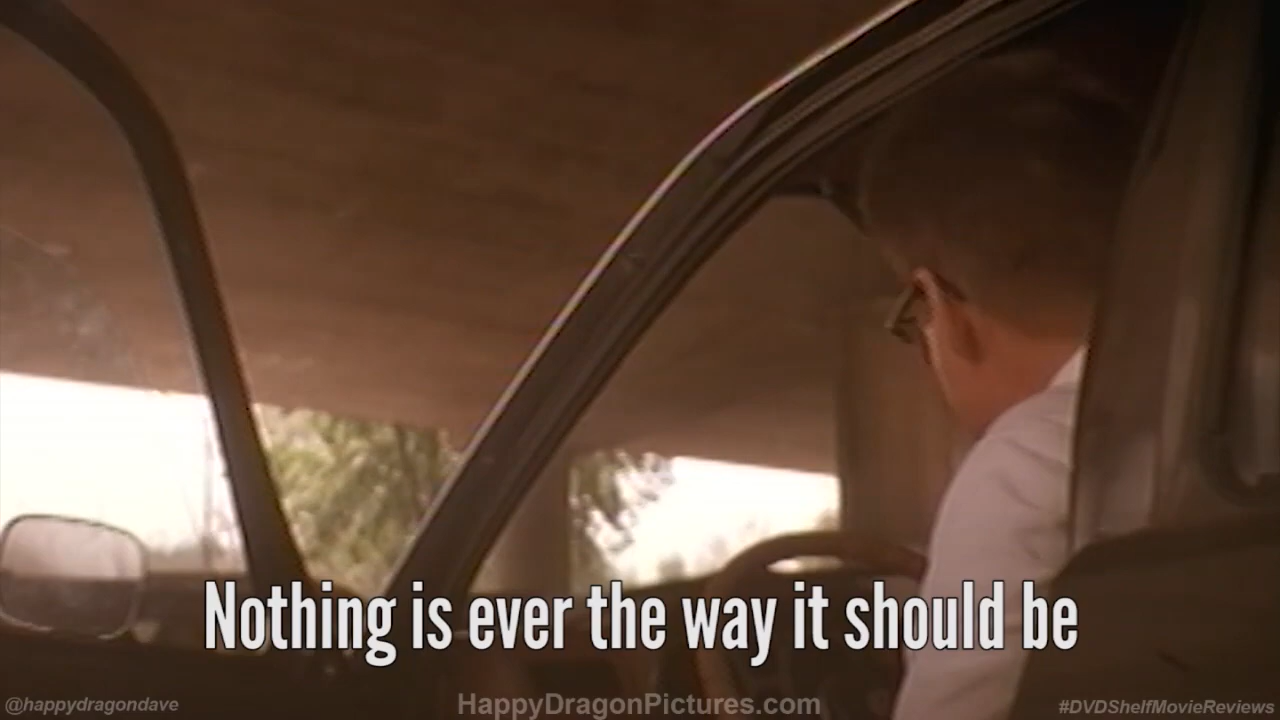 Nothing is ever the way it should be
@happydragondave
HappyDragonPictures.com
#DVDShelfMovieReviews